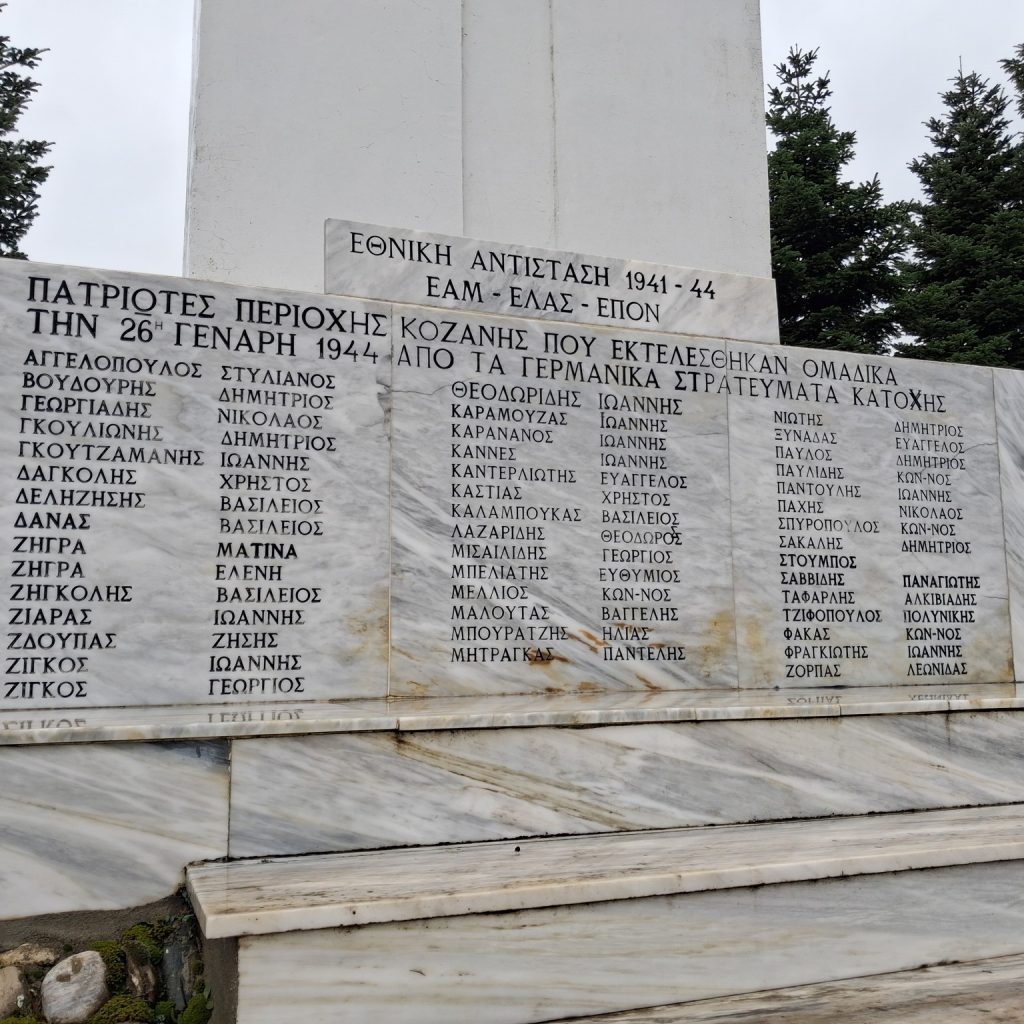 ΕΘΝΙΚΗ ΑΝΤΙΣΤΑΣΗ 1941-44
ΕΑΜ - ΕΛΑΣ - ΕΠΟΝ
ΠΑΤΡΙΩΤΕΣ ΠΕΡΙΟΧΗΣ ΚΟΖΑΝΗΣ ΠΟΥ ΕΚΤΕΛΕΣΘΗΚΑΝ ΟΜΑΔΙΚΑ
ΤΗΝ 26Η ΓΕΝΑΡΗ 1944 ΑΠΟ ΤΑ ΓΕΡΜΑΝΙΚΑ ΣΤΡΑΤΕΥΜΑΤΑ ΚΑΤΟΧΗΣ
ΑΓΓΕΛΟΠΟΥΛΟΣ ΣΤΥΛΙΑΝΟΣ
ΒΟΥΔΟΥΡΗΣ ΔΗΜΗΤΡΙΟΣ
ΓΕΩΡΓΙΑΔΗΣ ΝΙΚΟΛΑΟΣ
ΓΚΟΥΛΙΩΝΗΣ ΔΗΜΗΤΡΙΟΣ
ΓΚΟΥΤΖΑΜΑΝΗΣ ΙΩΑΝΝΗΣ
ΔΑΓΚΟΛΗΣ ΧΡΗΣΤΟΣ
ΔΕΛΗΖΗΣΗΣ ΒΑΣΙΛΕΙΟΣ
ΔΑΝΑΣ ΒΑΣΙΛΕΙΟΣ
ΖΗΓΡΑ ΜΑΤΙΝΑ
ΖΗΓΡΑ ΕΛΕΝΗ
ΖΗΓΚΟΛΗΣ ΒΑΣΙΛΕΙΟΣ
ΖΙΑΡΑΣ ΙΩΑΝΝΗΣ
ΖΔΟΥΠΑΣ ΖΗΣΗΣ
ΖΙΓΚΟΣ ΙΩΑΝΝΗΣ
ΖΙΓΚΟΣ ΓΕΩΡΓΙΟΣ
ΘΕΟΔΩΡΙΔΗΣ ΙΩΑΝΝΗΣ
ΚΑΡΑΜΟΥΖΑΣ ΙΩΑΝΝΗΣ
ΚΑΡΑΝΑΝΟΣ ΙΩΑΝΝΗΣ
ΚΑΝΝΕΣ ΙΩΑΝΝΗΣ
ΚΑΝΤΕΡΛΙΩΤΗΣ ΕΥΑΓΓΕΛΟΣ
ΚΑΣΤΙΑΣ ΧΡΗΣΤΟΣ
ΚΑΛΑΜΠΟΥΚΑΣ ΒΑΣΙΛΕΙΟΣ
ΛΑΖΑΡΙΔΗΣ ΘΕΟΔΩΡΟΣ
ΜΙΣΑΙΛΙΔΗΣ ΓΕΩΡΓΙΟΣ
ΜΠΕΛΙΑΤΗΣ ΕΥΘΥΜΙΟΣ
ΜΕΛΛΙΟΣ ΚΩΝ-ΝΟΣ
ΜΑΛΟΥΤΑΣ ΒΑΓΓΕΛΗΣ
ΜΠΟΥΡΑΤΖΗΣ ΗΛΙΑΣ
ΜΗΤΡΑΓΚΑΣ ΠΑΝΤΕΛΗΣ
ΝΙΩΤΗΣ ΔΗΜΗΤΡΙΟΣ
ΞΥΝΑΔΑΣ ΕΥΑΓΓΕΛΟΣ
ΠΑΥΛΟΣ ΔΗΜΗΤΡΙΟΣ
ΠΑΥΛΙΔΗΣ ΚΩΝ-ΝΟΣ
ΠΑΝΤΟΥΛΗΣ ΙΩΑΝΝΗΣ
ΠΑΧΗΣ ΝΙΚΟΛΑΟΣ
ΣΠΥΡΟΠΟΥΛΟΣ ΚΩΝ-ΝΟΣ
ΣΑΚΑΛΗΣ ΔΗΜΗΤΡΙΟΣ
ΣΤΟΥΜΠΟΣ
ΣΑΒΒΙΔΗΣ ΠΑΝΑΓΙΩΤΗΣ
ΤΑΦΑΡΛΗΣ ΑΛΚΙΒΙΑΔΗΣ
ΤΖΙΦΟΠΟΥΛΟΣ ΠΟΛΥΝΙΚΗΣ
ΦΑΚΑΣ ΚΩΝ-ΝΟΣ
ΦΡΑΓΚΙΩΤΗΣ ΙΩΑΝΝΗΣ
ΖΟΡΠΑΣ ΛΕΩΝΙΔΑΣ